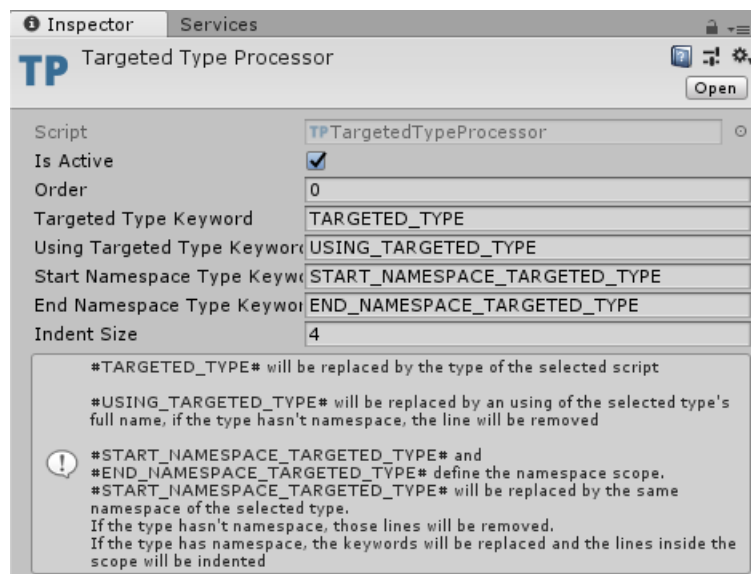 Inspector Services
TP Targeted Type Processor
Open
Script TP TargetedTypeProcessor
Is Active
Order 0
Targeted Type Keyword TARGETED_TYPE
Using Targeted Type Keyword USING_TARGETED_TYPE
Start Namespace Type Keyw START_NAMESPACE_TARGETED_TYPE
End Namespace Type Keywor END_NAMESPACE_TARGETED_TYPE
Indent Size 4
#TARGETED_TYPE# will be replaced by the type of the selected script
#USING_TARGETED_TYPE# will be replaced by an using of the selected type's
full name, if the type hasn't namespace, the line will be removed
#START_NAMESPACE_TARGETED_TYPE# and
#END_NAMESPACE_TARGETED_TYPE# define the namespace scope.
#START_NAMESPACE_TARGETED_TYPE# will be replaced by the same
namespace of the selected type.
If the type hasn't namespace, those lines will be removed.
If the type has namespace, the keywords will be replaced and the lines inside the
scope will be indented